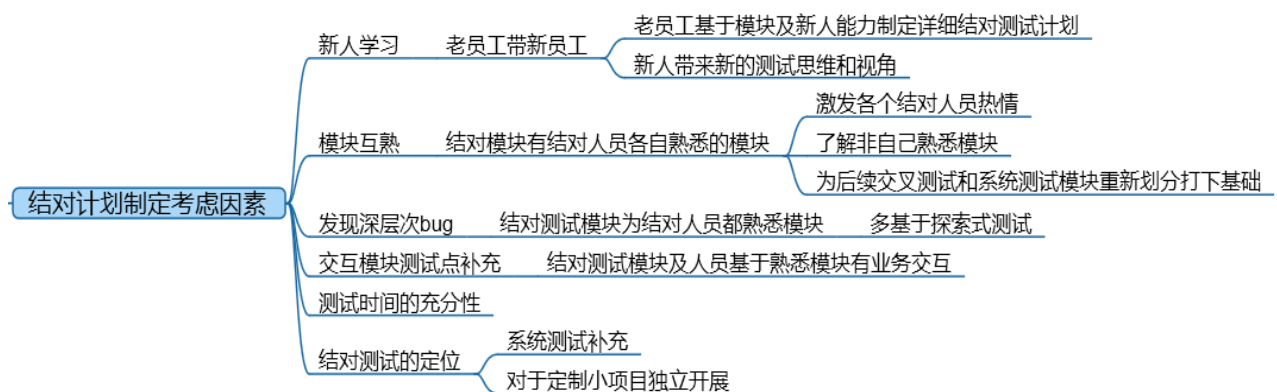 结对计划制定考虑因素
新人学习
老员工带新员工
老员工基于模块及新人能力制定详细结对测试计划
新人带来新的测试思维和视角
模块互熟
结对模块有结对人员各自熟悉的模块
激发各个结对人员热情
了解非自己熟悉模块
为后续交叉测试和系统测试模块重新划分打下基础
发现深层次bug
结对测试模块为结对人员都熟悉模块
多基于探索式测试
交互模块测试点补充
结对测试模块及人员基于熟悉模块有业务交互
测试时间的充分性
结对测试的定位
系统测试补充
对于定制小项目独立开展